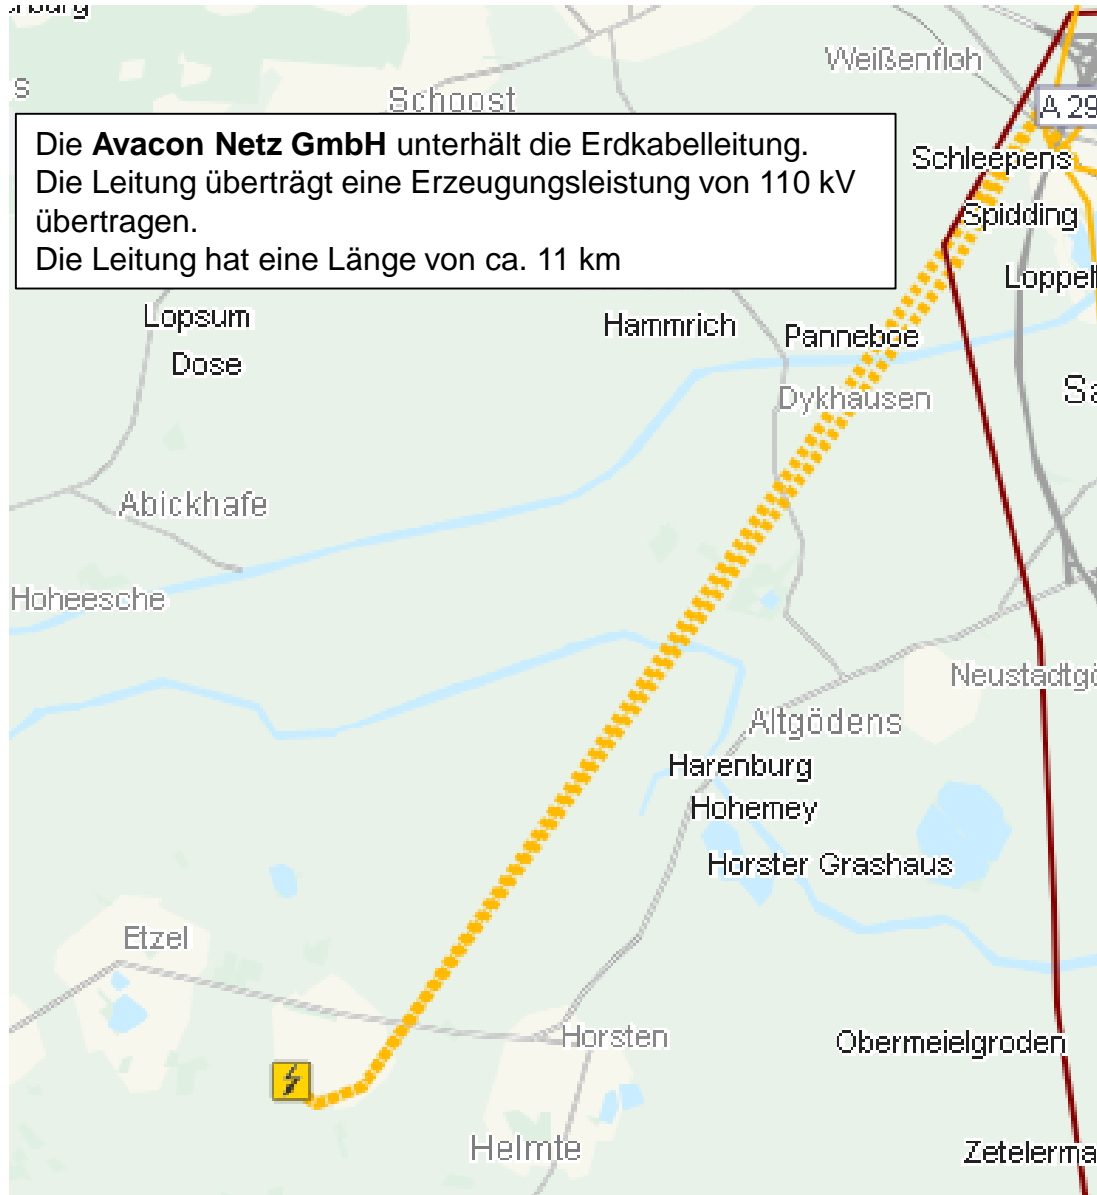 Weißenfloh
Schoost
A 29
Die Avacon Netz GmbH unterhält die Erdkabelleitung.
Die Leitung überträgt eine Erzeugungsleistung von 110 kV
übertragen.
Die Leitung hat eine Länge von ca. 11 km
Schleepens
Spidding
Loppel
Lopsum
Hammrich
Panneboe
Dose
Dykhausen
Sa
Abickhafe
Hoheesche
Neustadtgö
Altgödens
Harenburg
Hohemey
Horster Grashaus
Etzel
Horsten
Obermeielgroden
Helmte
Zetelerma